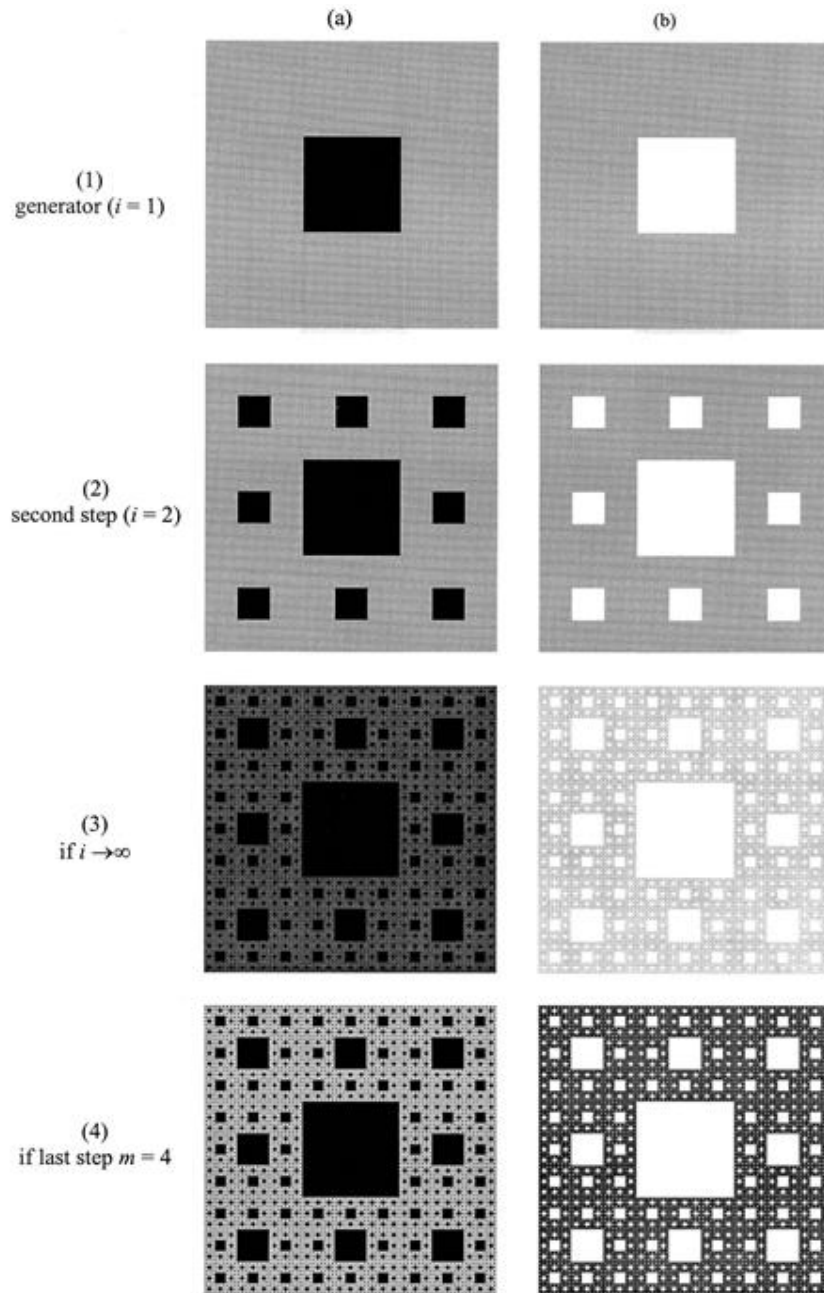 (a)
(b)
(1)
generator (i = 1)
(2)
second step (i = 2)
(3)
if i →∞
(4)
if last step m = 4